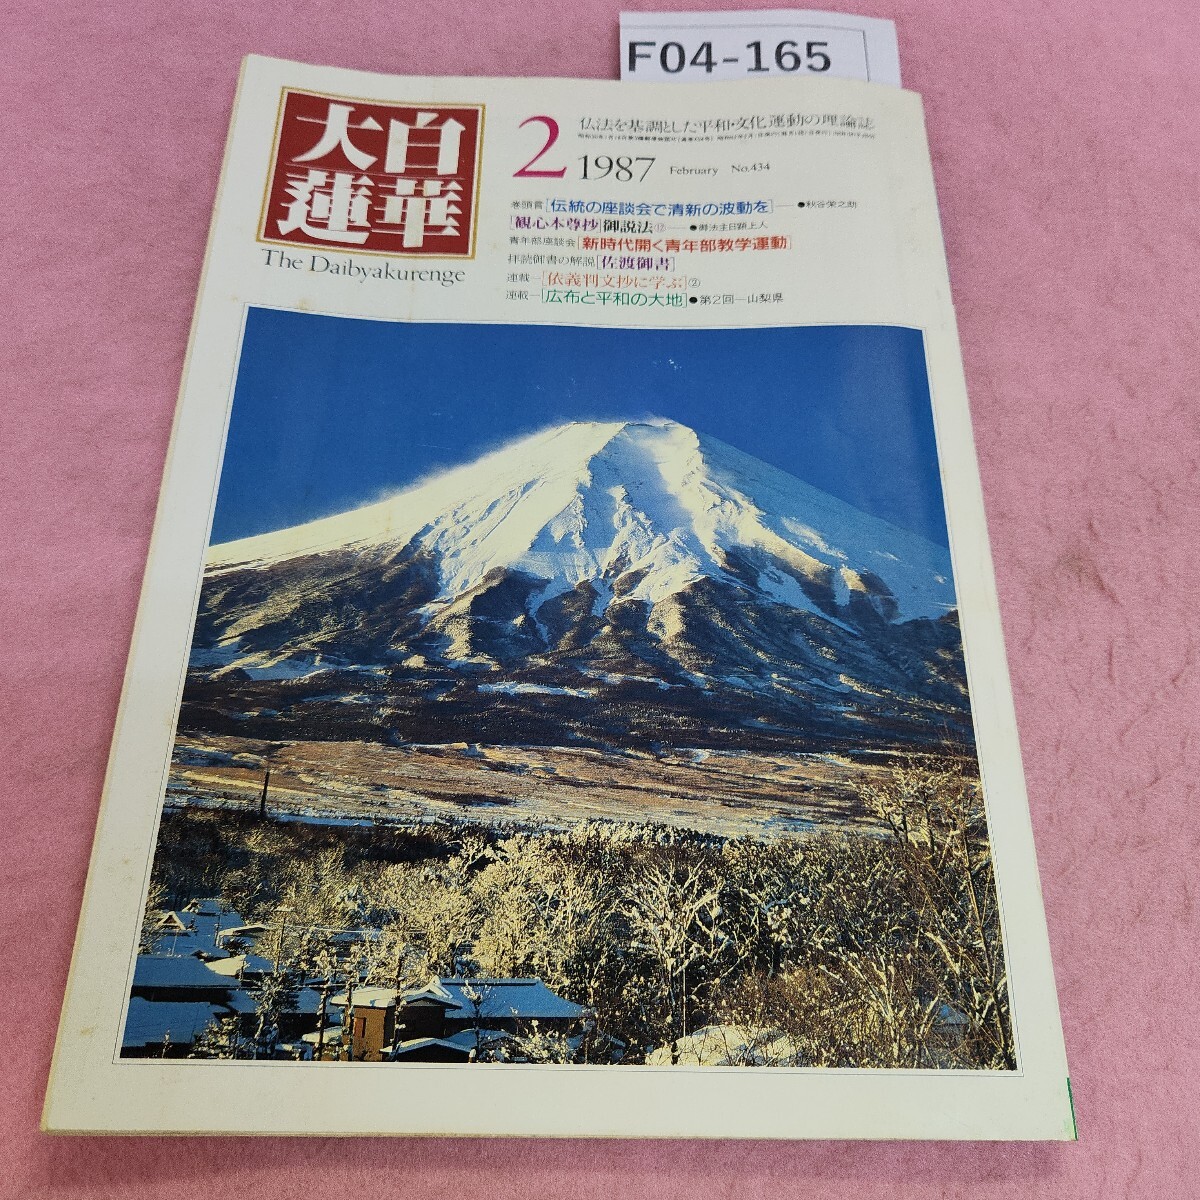 F04-165
大白
蓮華
The Daibyakurenge
仏法を基調とした平和・文化運動の理論誌
2 1987 February No.434
巻頭言―[伝統の座談会で清新の波動を]―●秋谷栄之助
[観心本尊抄]御説法⑰―●御法主日顕上人
青年部座談会[新時代開く青年部教学運動]
拝読御書の解説[佐渡御書]
連載―[依義判文抄に学ぶ]②
連載―[広布と平和の大地]●第2回―山梨県